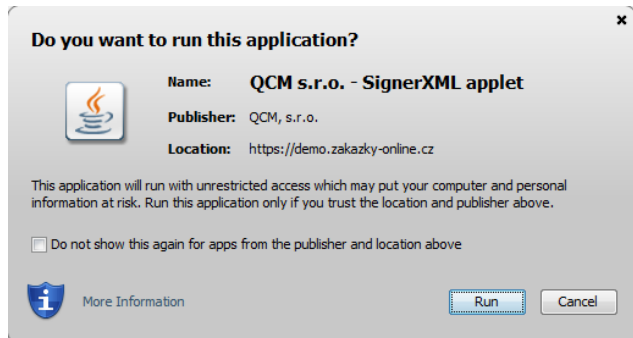 Do you want to run this application?
Name: QCM s.r.o. - SignerXML applet
Publisher: QCM, s.r.o.
Location: https://demo.zakazky-online.cz
This application will run with unrestricted access which may put your computer and personal
information at risk. Run this application only if you trust the location and publisher above.
Do not show this again for apps from the publisher and location above
More Information
Run Cancel